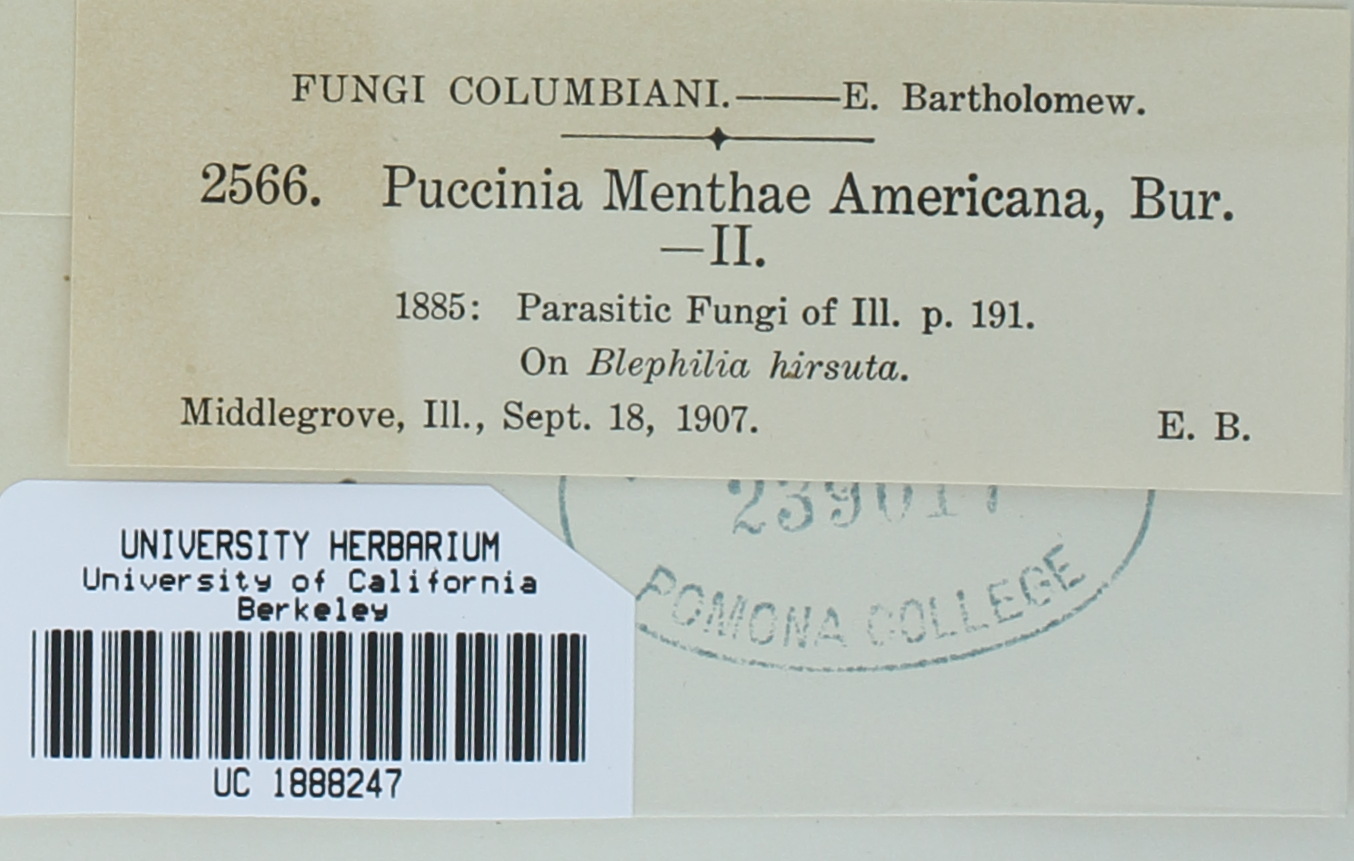 FUNGI COLUMBIANI.——E. Bartholomew.
2566. Puccinia Menthae Americana, Bur.
—II.
1885: Parasitic Fungi of Ill. p. 191.
On Blephilia hirsuta.
Middlegrove, Ill., Sept. 18, 1907. E. B.
239017
POMONA COLLEGE
UNIVERSITY HERBARIUM
University of California
Berkeley
UC 1888247